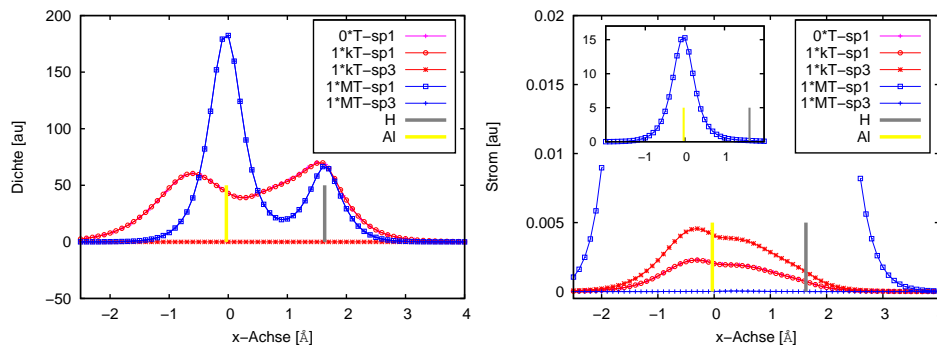 200
150
100
50
0
−50
Dichte [au]
−2
−1
0
1
2
3
4
x−Achse [Å]
0*T−sp1
1*kT−sp1
1*kT−sp3
1*MT−sp1
1*MT−sp3
H
Al
0.02
0.015
0.01
0.005
0
Strom [au]
−2
−1
0
1
2
3
x−Achse [Å]
15
10
5
0
−1
0
1
0*T−sp1
1*kT−sp1
1*kT−sp3
1*MT−sp1
1*MT−sp3
H
Al